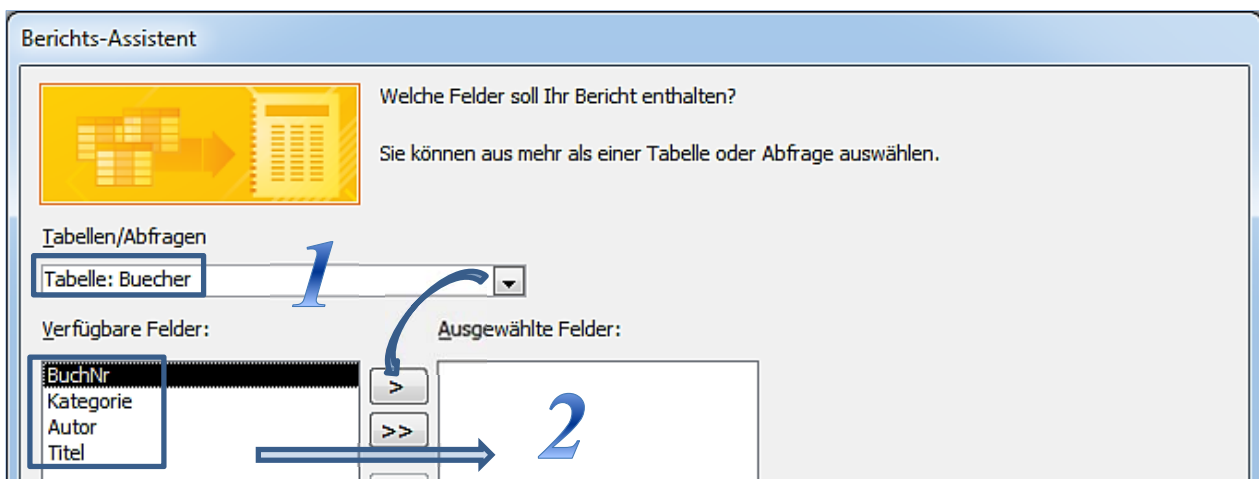 Berichts-Assistent
Welche Felder soll Ihr Bericht enthalten?
Sie können aus mehr als einer Tabelle oder Abfrage auswählen.
Tabellen/Abfragen
1
Tabelle: Buecher
Verfügbare Felder:
Ausgewählte Felder:
BuchNr
Kategorie
Autor
Titel
>
>>
2